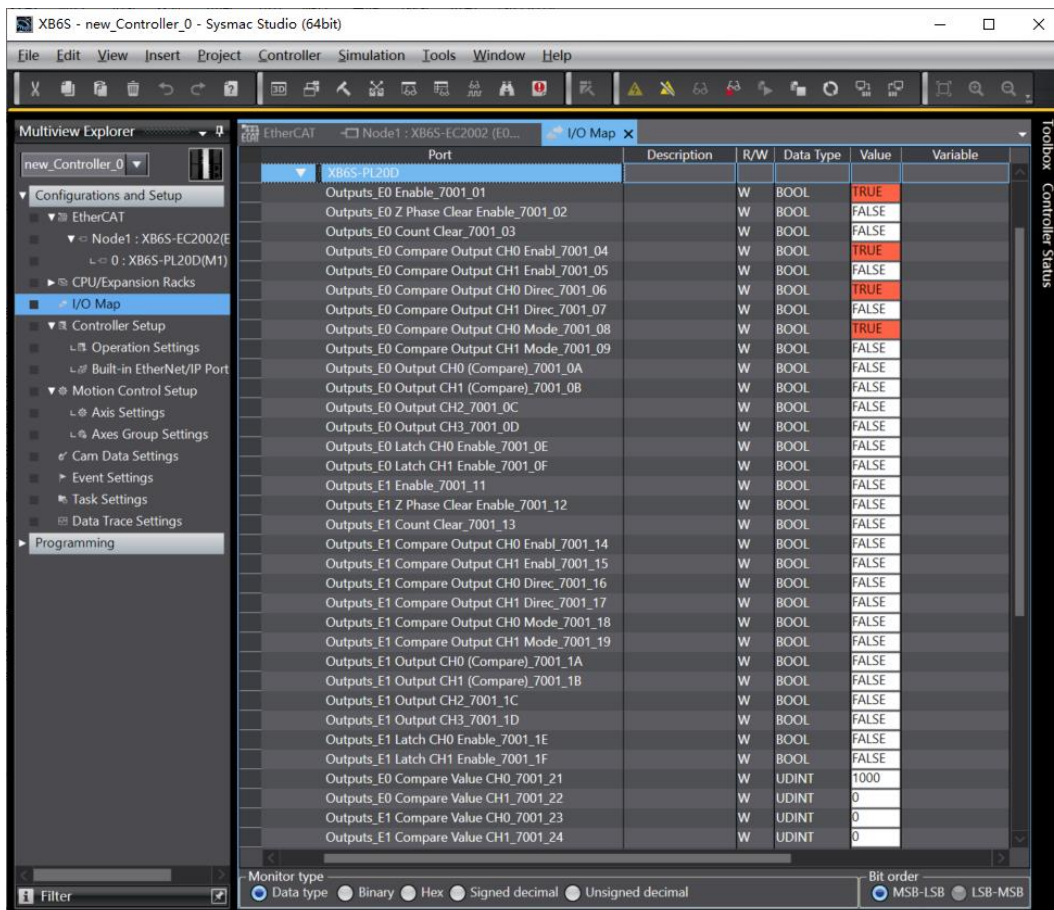 XB6S - new_Controller_0 - Sysmac Studio (64bit)
File Edit View Insert Project Controller Simulation Tools Window Help
Multiview Explorer
new_Controller_0
Configurations and Setup
EtherCAT
Node1 : XB6S-EC2002(E
0 : XB6S-PL20D(M1)
CPU/Expansion Racks
I/O Map
Controller Setup
Operation Settings
Built-in EtherNet/IP Port
Motion Control Setup
Axis Settings
Axes Group Settings
Cam Data Settings
Event Settings
Task Settings
Data Trace Settings
Programming
Filter
EtherCAT Node1 : XB6S-EC2002 (E0... I/O Map
Port Description R/W Data Type Value Variable
XB6S-PL20D
Outputs_E0 Enable_7001_01 W BOOL TRUE
Outputs_E0 Z Phase Clear Enable_7001_02 W BOOL FALSE
Outputs_E0 Count Clear_7001_03 W BOOL FALSE
Outputs_E0 Compare Output CH0 Enabl_7001_04 W BOOL TRUE
Outputs_E0 Compare Output CH1 Enabl_7001_05 W BOOL FALSE
Outputs_E0 Compare Output CH0 Direc_7001_06 W BOOL TRUE
Outputs_E0 Compare Output CH1 Direc_7001_07 W BOOL FALSE
Outputs_E0 Compare Output CH0 Mode_7001_08 W BOOL TRUE
Outputs_E0 Compare Output CH1 Mode_7001_09 W BOOL FALSE
Outputs_E0 Output CH0 (Compare)_7001_0A W BOOL FALSE
Outputs_E0 Output CH1 (Compare)_7001_0B W BOOL FALSE
Outputs_E0 Output CH2_7001_0C W BOOL FALSE
Outputs_E0 Output CH3_7001_0D W BOOL FALSE
Outputs_E0 Latch CH0 Enable_7001_0E W BOOL FALSE
Outputs_E0 Latch CH1 Enable_7001_0F W BOOL FALSE
Outputs_E1 Enable_7001_11 W BOOL FALSE
Outputs_E1 Z Phase Clear Enable_7001_12 W BOOL FALSE
Outputs_E1 Count Clear_7001_13 W BOOL FALSE
Outputs_E1 Compare Output CH0 Enabl_7001_14 W BOOL FALSE
Outputs_E1 Compare Output CH1 Enabl_7001_15 W BOOL FALSE
Outputs_E1 Compare Output CH0 Direc_7001_16 W BOOL FALSE
Outputs_E1 Compare Output CH1 Direc_7001_17 W BOOL FALSE
Outputs_E1 Compare Output CH0 Mode_7001_18 W BOOL FALSE
Outputs_E1 Compare Output CH1 Mode_7001_19 W BOOL FALSE
Outputs_E1 Output CH0 (Compare)_7001_1A W BOOL FALSE
Outputs_E1 Output CH1 (Compare)_7001_1B W BOOL FALSE
Outputs_E1 Output CH2_7001_1C W BOOL FALSE
Outputs_E1 Output CH3_7001_1D W BOOL FALSE
Outputs_E1 Latch CH0 Enable_7001_1E W BOOL FALSE
Outputs_E1 Latch CH1 Enable_7001_1F W BOOL FALSE
Outputs_E0 Compare Value CH0_7001_21 W UDINT 1000
Outputs_E0 Compare Value CH1_7001_22 W UDINT 0
Outputs_E1 Compare Value CH0_7001_23 W UDINT 0
Outputs_E1 Compare Value CH1_7001_24 W UDINT 0
Monitor type
Data type Binary Hex Signed decimal Unsigned decimal
Bit order
MSB-LSB LSB-MSB
Toolbox
Controller Status